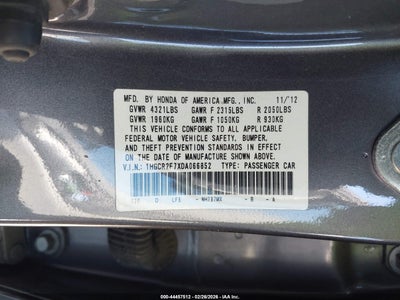 MFD. BY HONDA OF AMERICA MFG., INC. 11/12
GVWR 4321LBS GAWR F 2315LBS R 2050LBS
GVWR 1960KG GAWR F 1050KG R 930KG
THIS VEHICLE CONFORMS TO ALL APPLICABLE
FEDERAL MOTOR VEHICLE SAFETY, BUMPER,
AND THEFT PREVENTION STANDARDS IN EFFECT
ON THE DATE OF MANUFACTURE SHOWN ABOVE.
V.I.N.: 1HGCR2F7XDA066852 TYPE: PASSENGER CAR
NH737MX - B - A
000-44457512 - 02/26/2026 - IAA Inc.